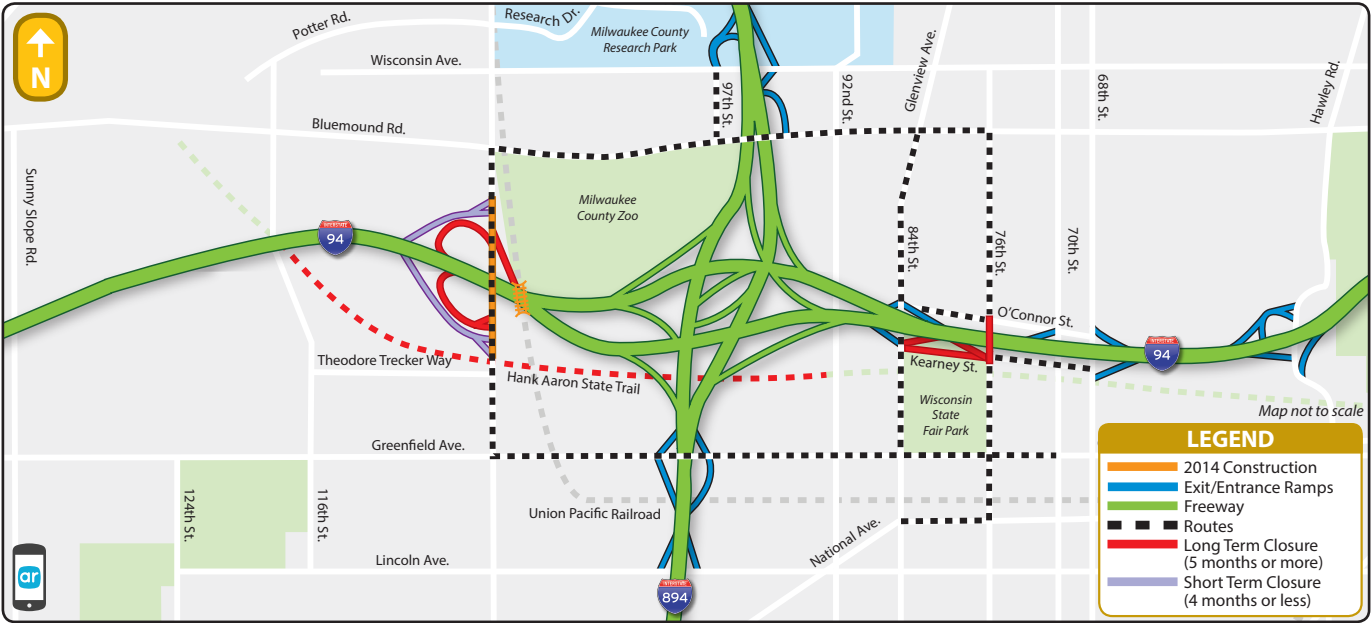 N
Potter Rd.
Research Dr.
Milwaukee County
Research Park
Wisconsin Ave.
97th St.
92nd St.
Glenview Ave.
68th St.
Hawley Rd.
Bluemound Rd.
Sunny Slope Rd.
Milwaukee
County Zoo
INTERSTATE
94
84th St.
76th St.
70th St.
O'Connor St.
Theodore Trecker Way
Hank Aaron State Trail
Kearney St.
INTERSTATE
94
Wisconsin
State
Fair Park
Map not to scale
Greenfield Ave.
124th St.
116th St.
Union Pacific Railroad
National Ave.
Lincoln Ave.
ar
INTERSTATE
894
LEGEND
2014 Construction
Exit/Entrance Ramps
Freeway
Routes
Long Term Closure
(5 months or more)
Short Term Closure
(4 months or less)